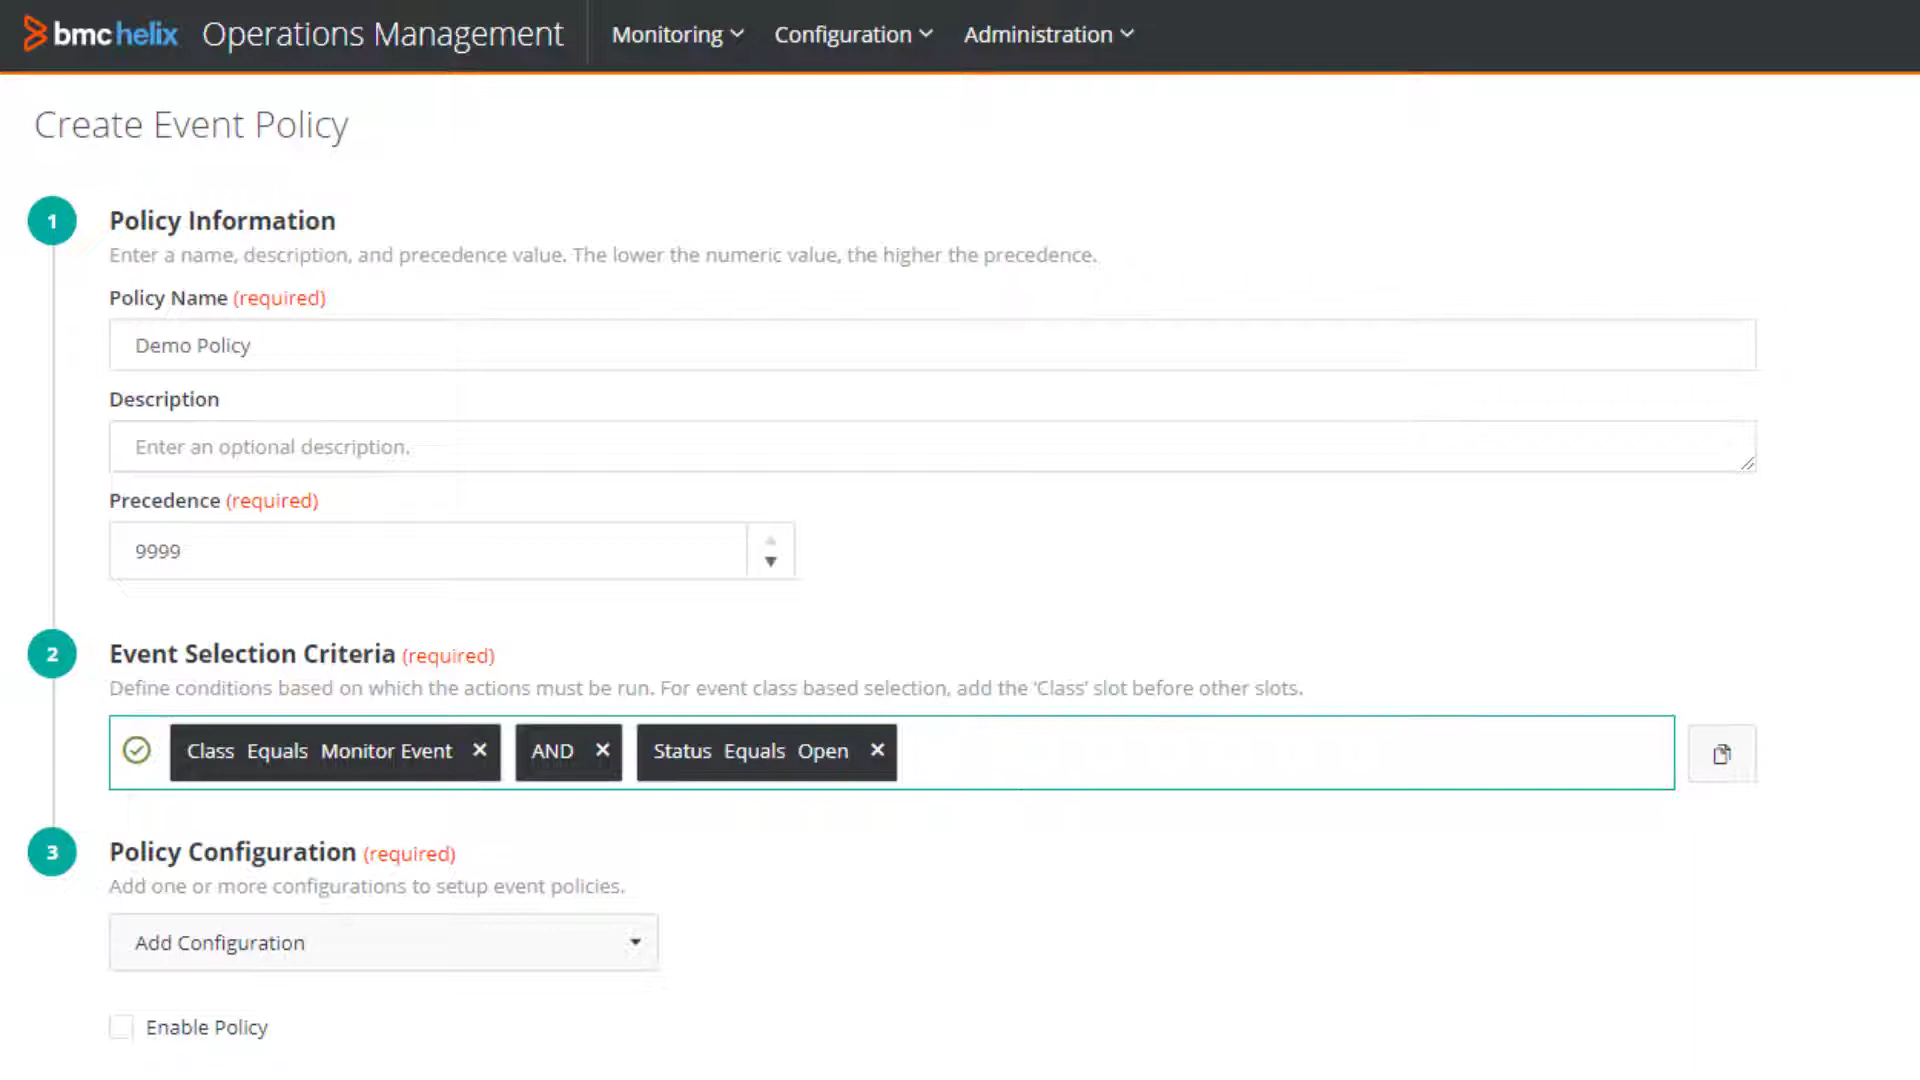 bmc helix Operations Management Monitoring Configuration Administration
Create Event Policy
1 Policy Information
Enter a name, description, and precedence value. The lower the numeric value, the higher the precedence.
Policy Name (required)
Demo Policy
Description
Enter an optional description.
Precedence (required)
9999
2 Event Selection Criteria (required)
Define conditions based on which the actions must be run. For event class based selection, add the 'Class' slot before other slots.
Class Equals Monitor Event × AND × Status Equals Open ×
3 Policy Configuration (required)
Add one or more configurations to setup event policies.
Add Configuration
Enable Policy